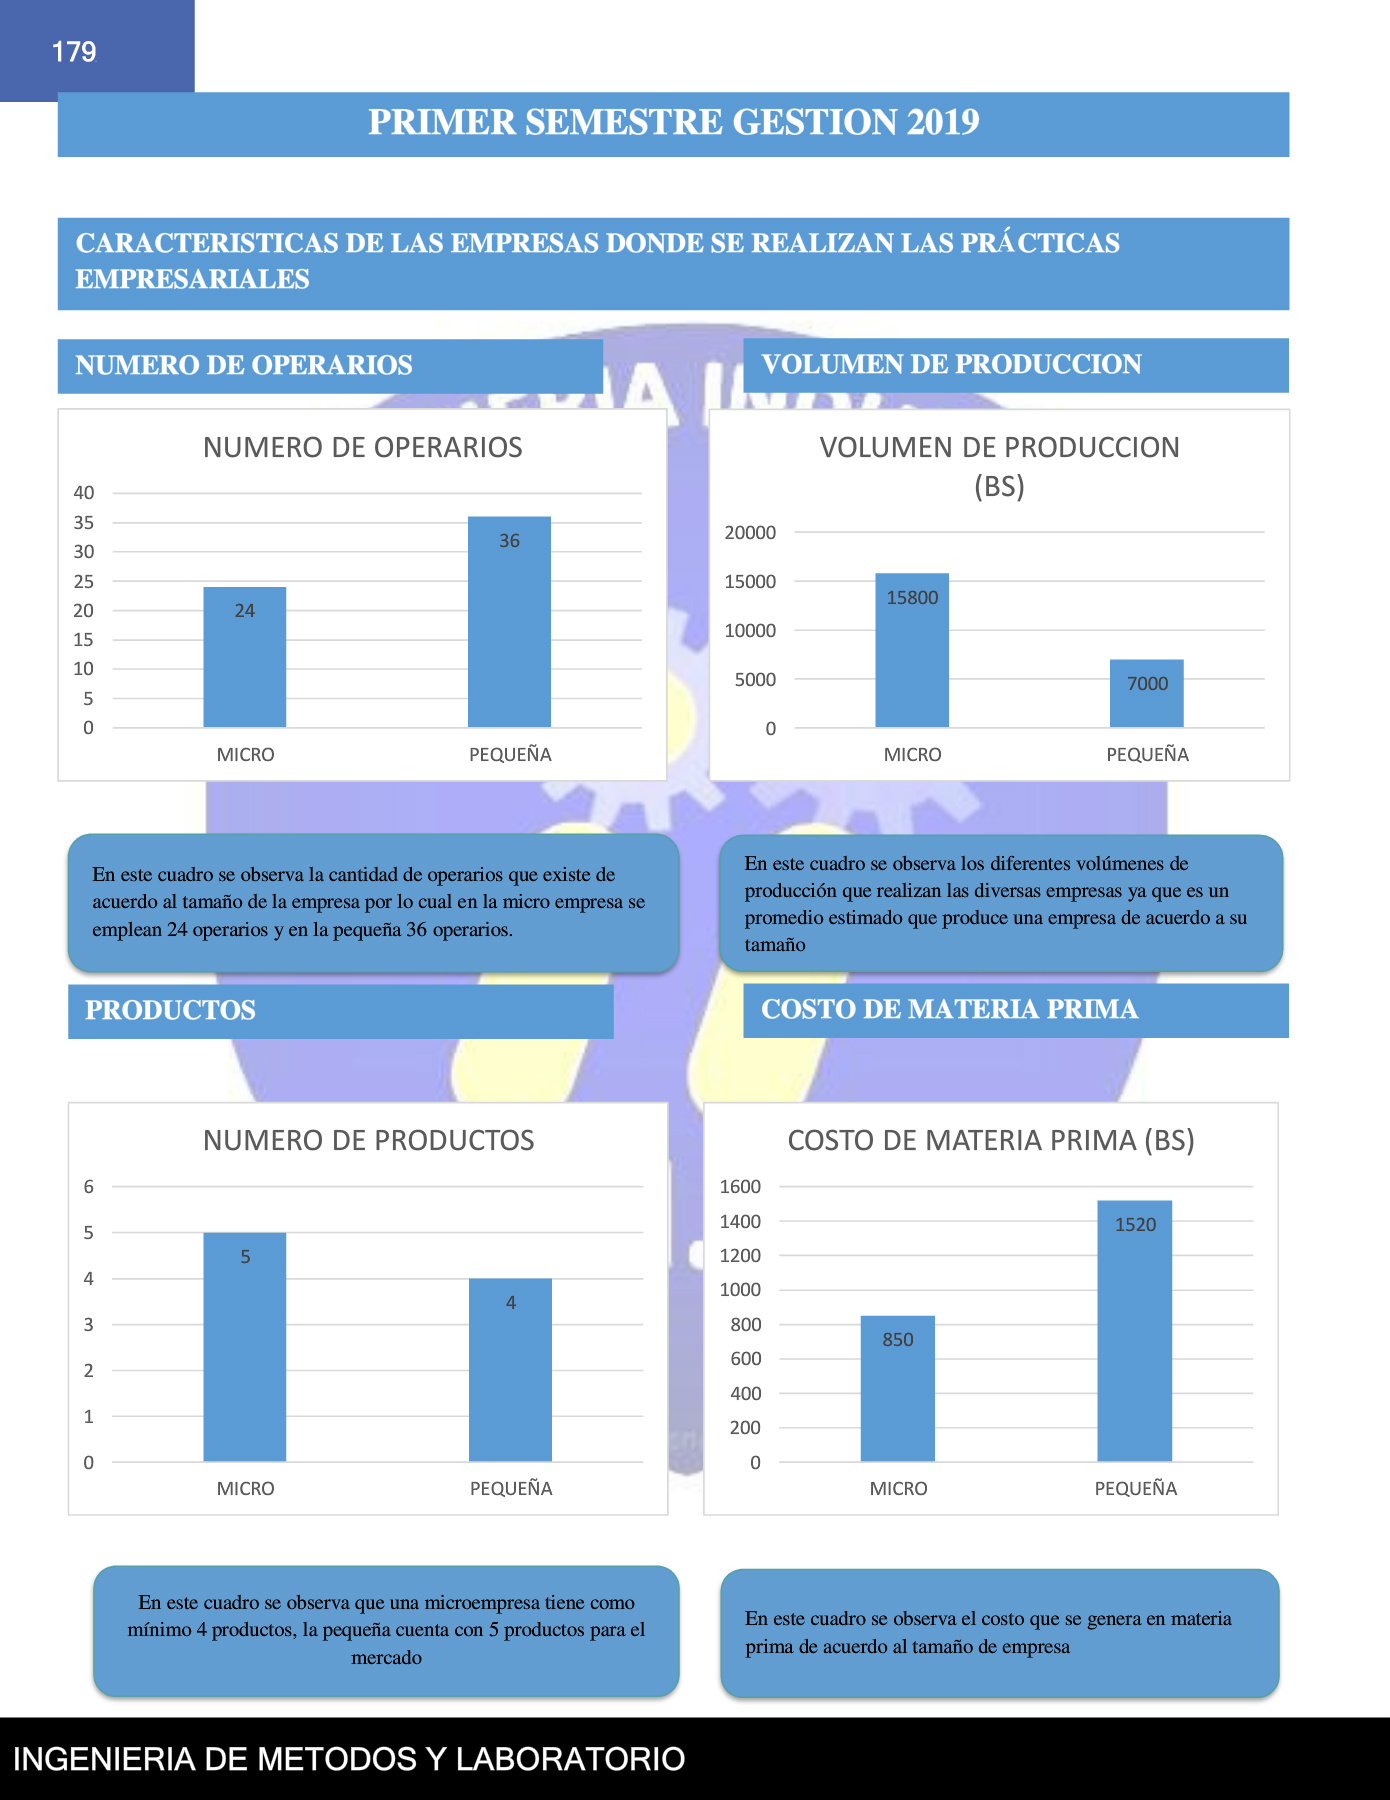 179
PRIMER SEMESTRE GESTION 2019
CARACTERISTICAS DE LAS EMPRESAS DONDE SE REALIZAN LAS PRÁCTICAS
EMPRESARIALES
NUMERO DE OPERARIOS
NUMERO DE OPERARIOS
40
35
30
25
20
15
10
5
0
24
36
MICRO
PEQUEÑA
VOLUMEN DE PRODUCCION
VOLUMEN DE PRODUCCION
(BS)
20000
15000
10000
5000
0
15800
7000
MICRO
PEQUEÑA
En este cuadro se observa la cantidad de operarios que existe de
acuerdo al tamaño de la empresa por lo cual en la micro empresa se
emplean 24 operarios y en la pequeña 36 operarios.
En este cuadro se observa los diferentes volúmenes de
producción que realizan las diversas empresas ya que es un
promedio estimado que produce una empresa de acuerdo a su
tamaño
PRODUCTOS
NUMERO DE PRODUCTOS
6
5
4
3
2
1
0
5
4
MICRO
PEQUEÑA
COSTO DE MATERIA PRIMA
COSTO DE MATERIA PRIMA (BS)
1600
1400
1200
1000
800
600
400
200
0
850
1520
MICRO
PEQUEÑA
En este cuadro se observa que una microempresa tiene como
mínimo 4 productos, la pequeña cuenta con 5 productos para el
mercado
En este cuadro se observa el costo que se genera en materia
prima de acuerdo al tamaño de empresa
INGENIERIA DE METODOS Y LABORATORIO